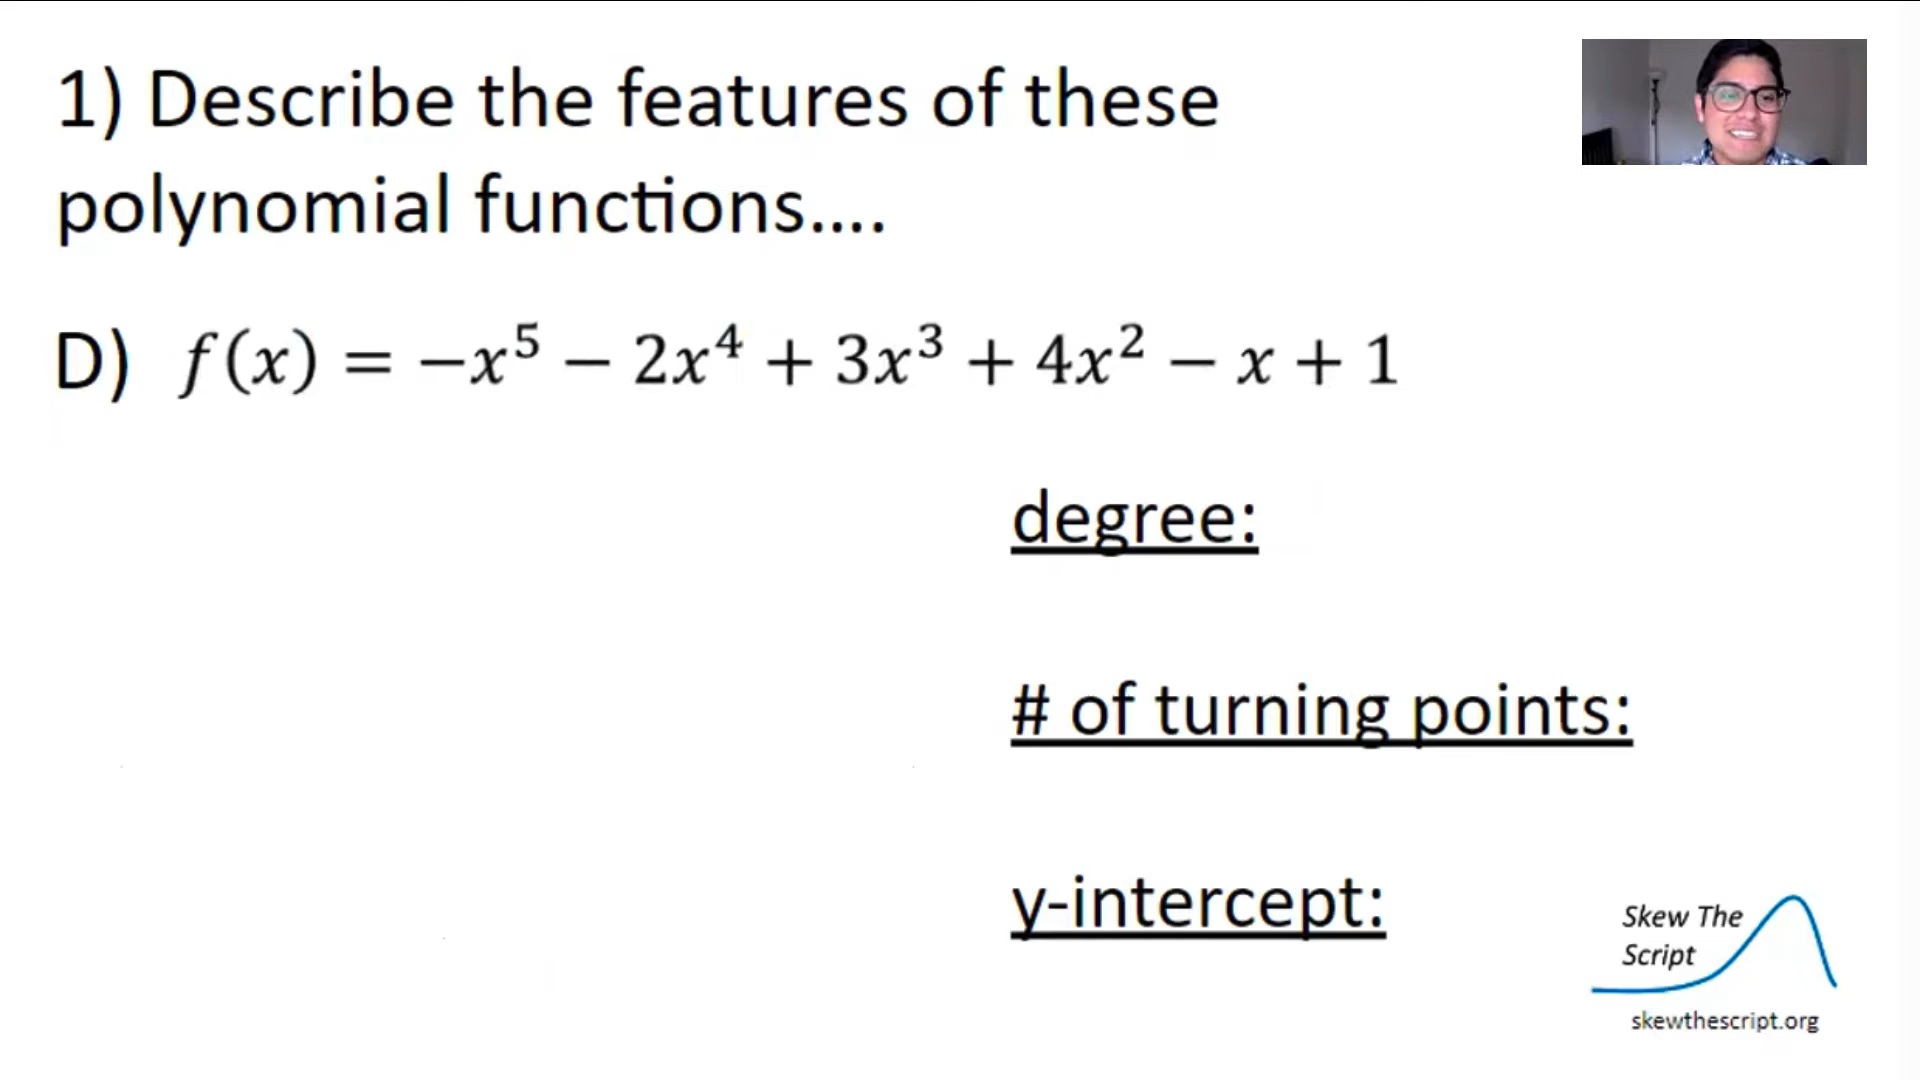 1) Describe the features of these
polynomial functions....
D) f(x) = −x⁵ − 2x⁴ + 3x³ + 4x² − x + 1
degree:
# of turning points:
y-intercept:
Skew The
Script
skewthescript.org